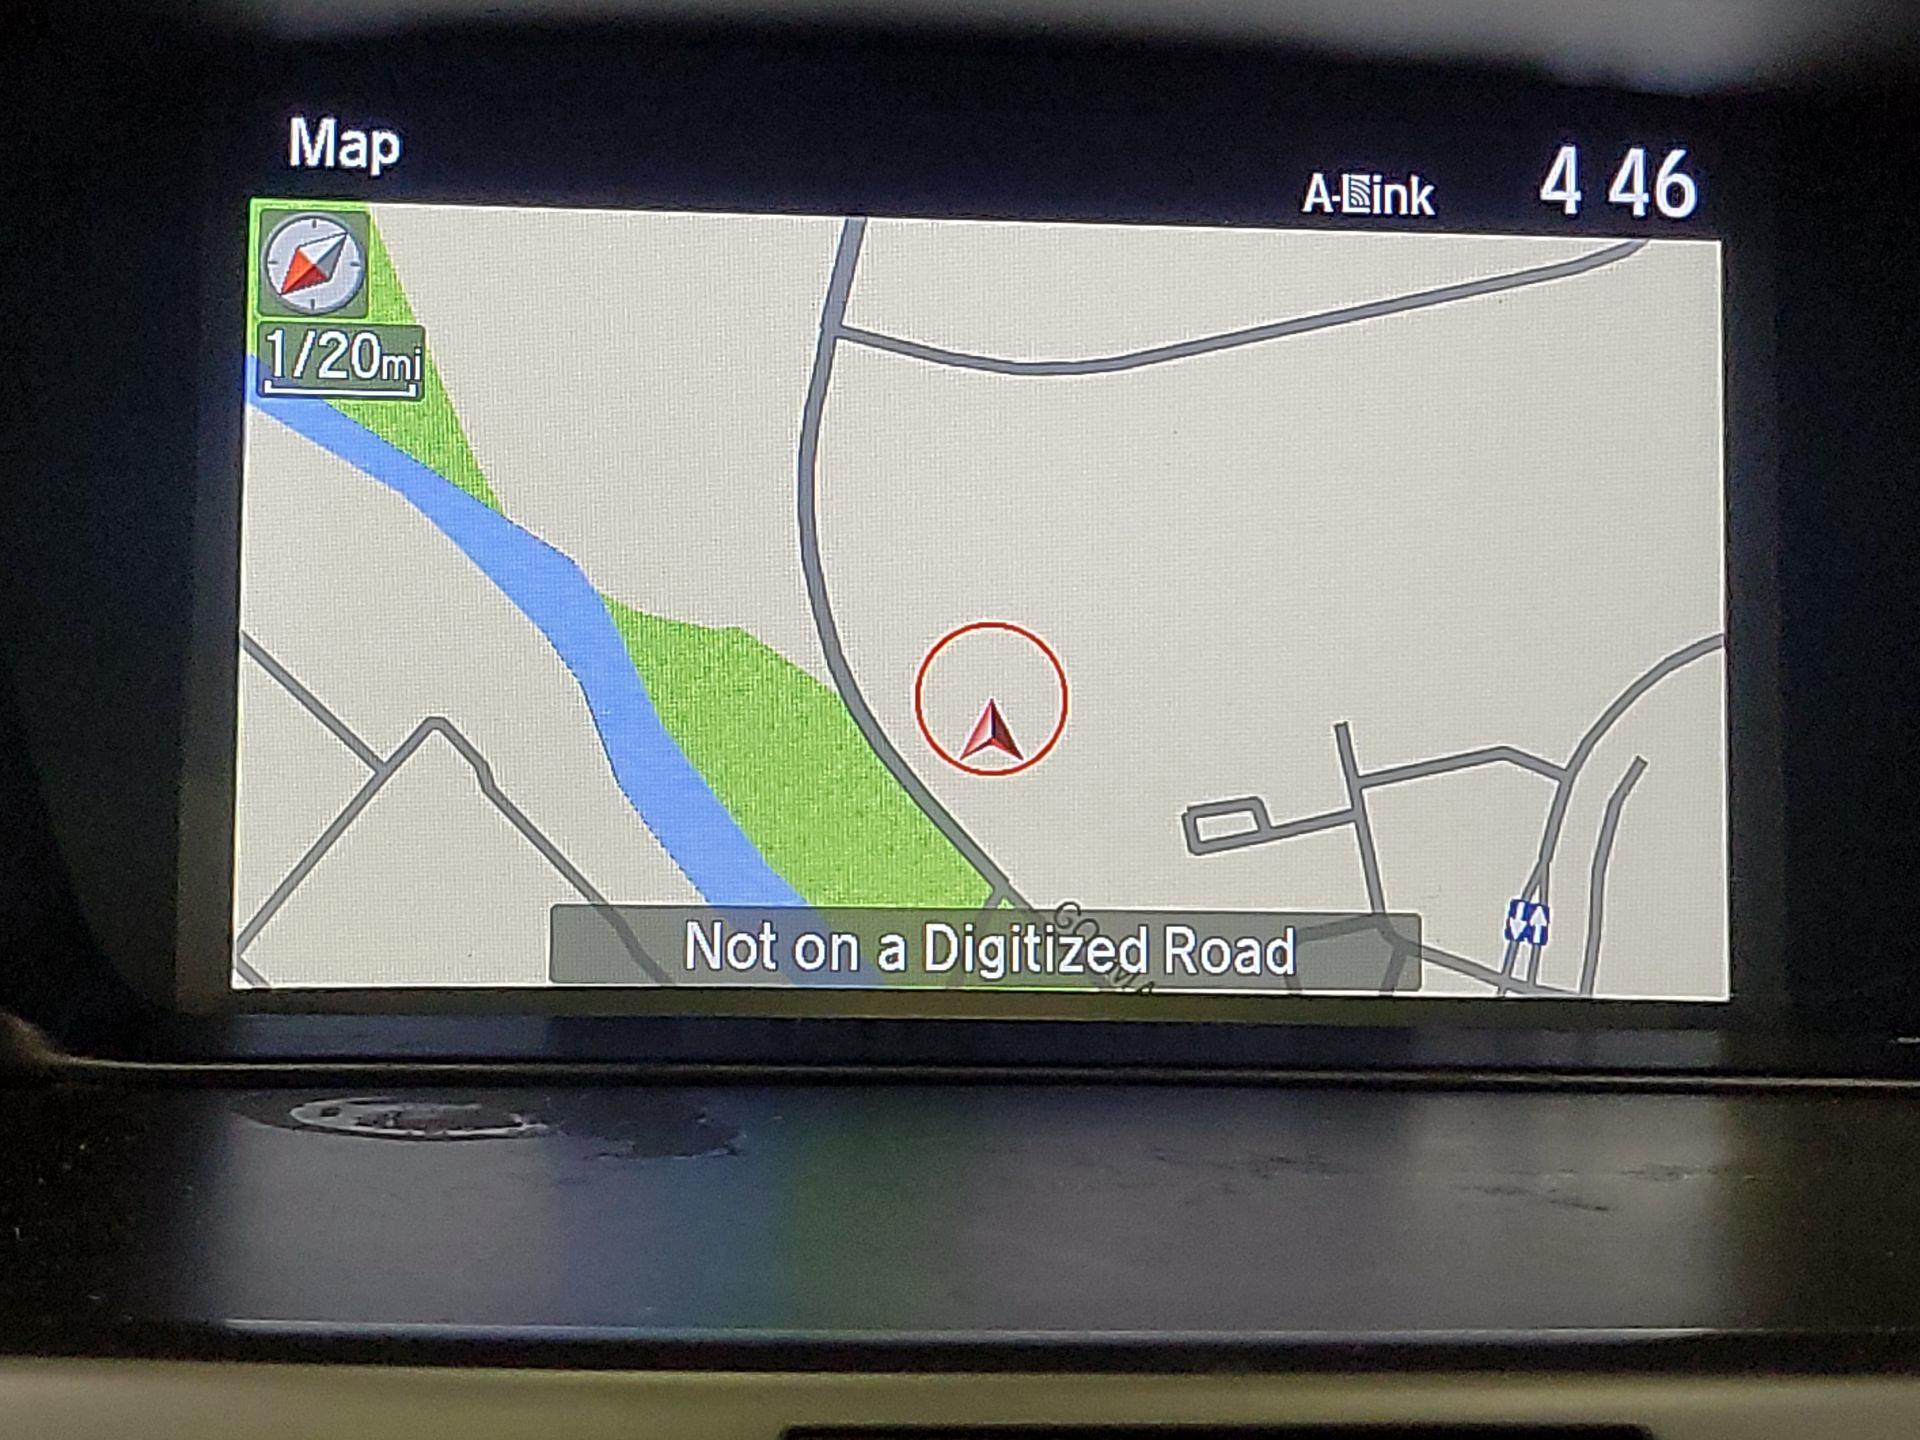 Map
A-Link
4 46
1/20mi
Not on a Digitized Road